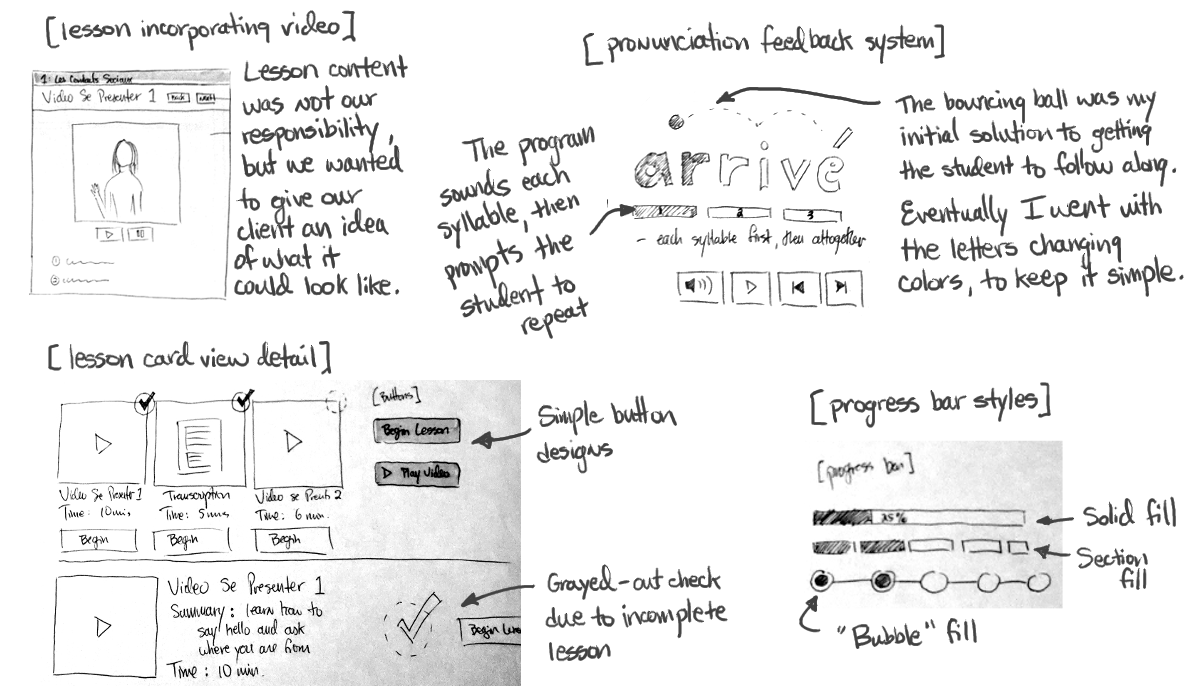 [lesson incorporating video]
1: Les Contacts Sociaux
Video Se Presenter 1
Back
Next
1
2
Lesson content
was not our
responsibility,
but we wanted
to give our
client an idea
of what it
could look like.
[pronunciation feedback system]
The program
sounds each
syllable, then
prompts the
student to
repeat
arrivé
1 2 3
- each syllable first, then altogether
The bouncing ball was my
initial solution to getting
the student to follow along.
Eventually I went with
the letters changing
colors, to keep it simple.
[lesson card view detail]
Video Se Presenter 1
Time: 10 min
Begin
Transcription
Time: 5 mins
Begin
Video Se Presnt 2
Time: 6 min.
Begin
[Buttons]
Begin Lesson
Play Video
Simple button
designs
Video Se Presenter 1
Summary: learn how to
say hello and ask
where you are from
Time: 10 min.
Begin Less
Grayed-out check
due to incomplete
lesson
[progress bar styles]
[progress bar]
25%
Solid fill
Section
fill
"Bubble" fill